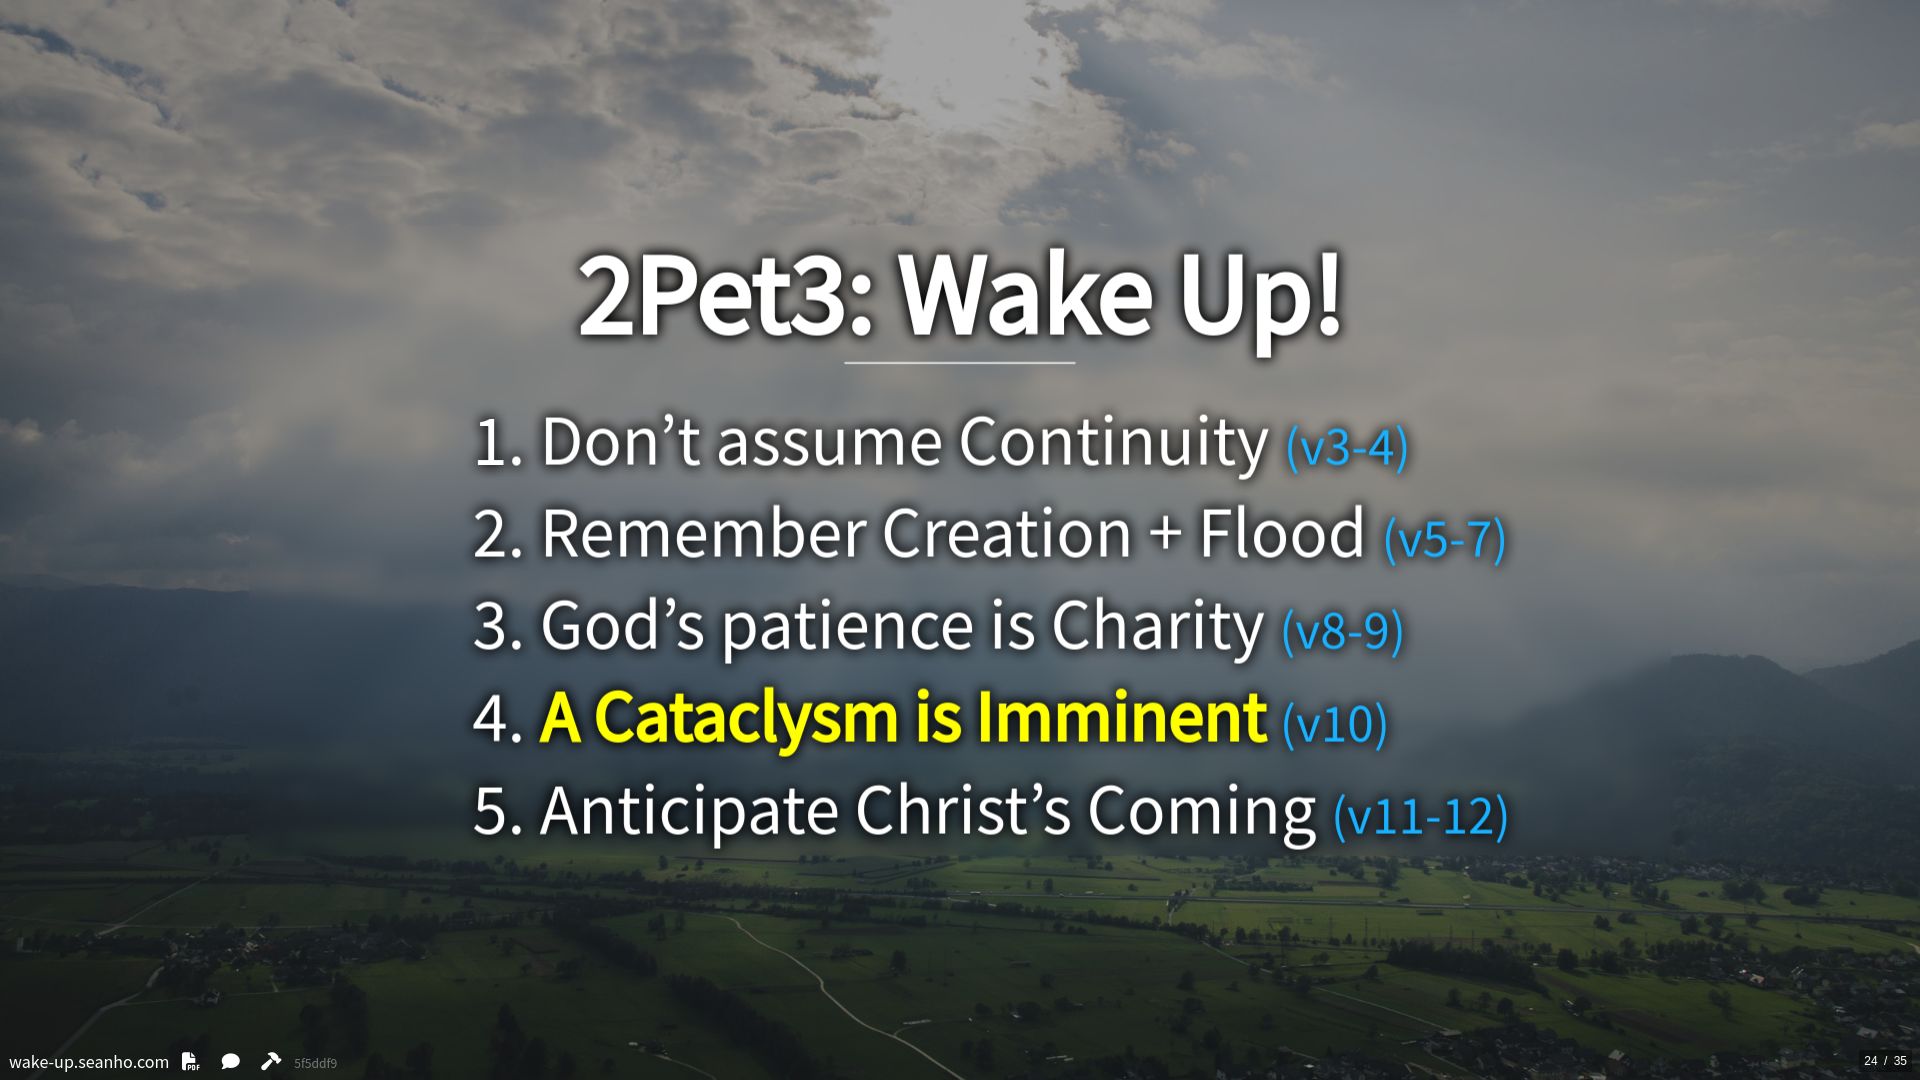 2Pet3: Wake Up!
1. Don’t assume Continuity (v3-4)
2. Remember Creation + Flood (v5-7)
3. God’s patience is Charity (v8-9)
4. A Cataclysm is Imminent (v10)
5. Anticipate Christ’s Coming (v11-12)
wake-up.seanho.com PDF 5f5ddf9
24 / 35